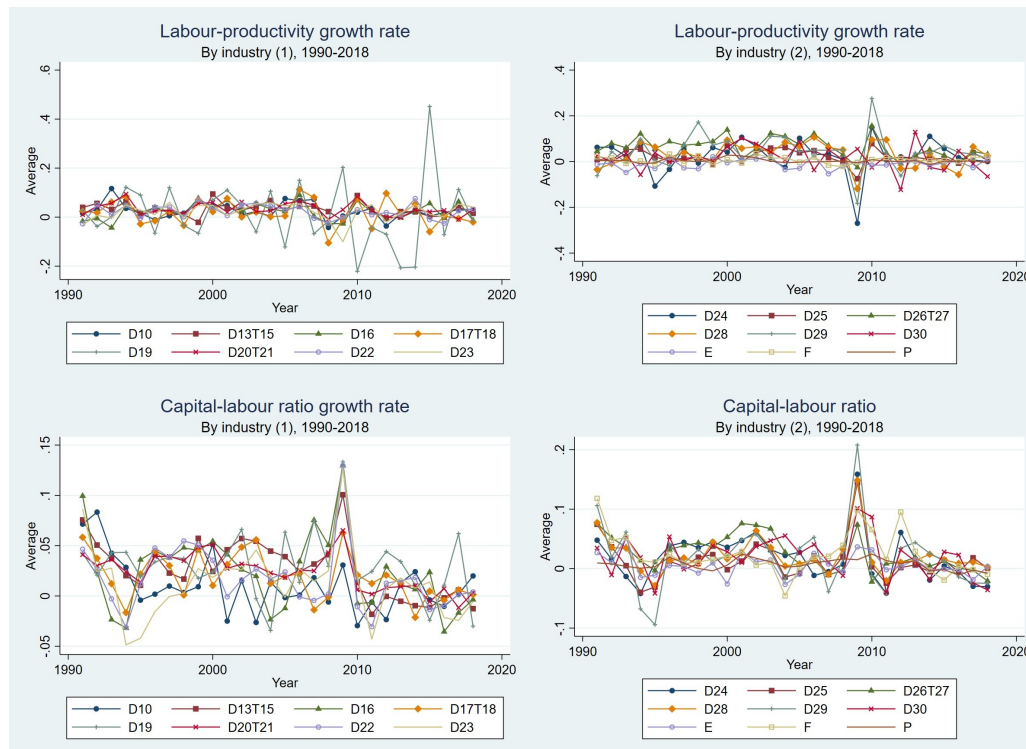 Labour-productivity growth rate
By industry (1), 1990-2018
.6
.4
.2
0
-.2
Average
1990 2000 2010 2020
Year
D10 D13T15 D16 D17T18
D19 D20T21 D22 D23
Labour-productivity growth rate
By industry (2), 1990-2018
.4
.2
0
-.2
-.4
Average
1990 2000 2010 2020
Year
D24 D25 D26T27
D28 D29 D30
E F P
Capital-labour ratio growth rate
By industry (1), 1990-2018
.15
.1
.05
0
-.05
Average
1990 2000 2010 2020
Year
D10 D13T15 D16 D17T18
D19 D20T21 D22 D23
Capital-labour ratio
By industry (2), 1990-2018
.2
.1
0
-.1
Average
1990 2000 2010 2020
Year
D24 D25 D26T27
D28 D29 D30
E F P